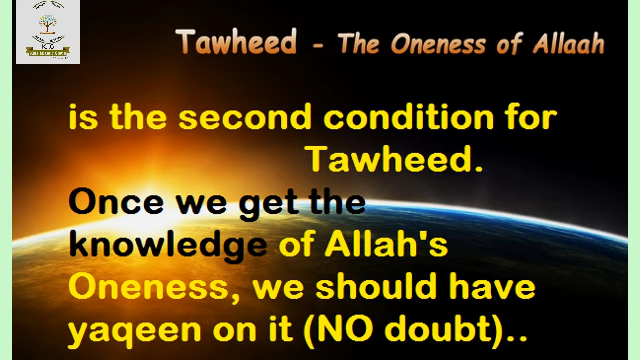 Tawheed - The Oneness of Allaah
is the second condition for
Tawheed.
Once we get the
knowledge of Allah's
Oneness, we should have
yaqeen on it (NO doubt)..